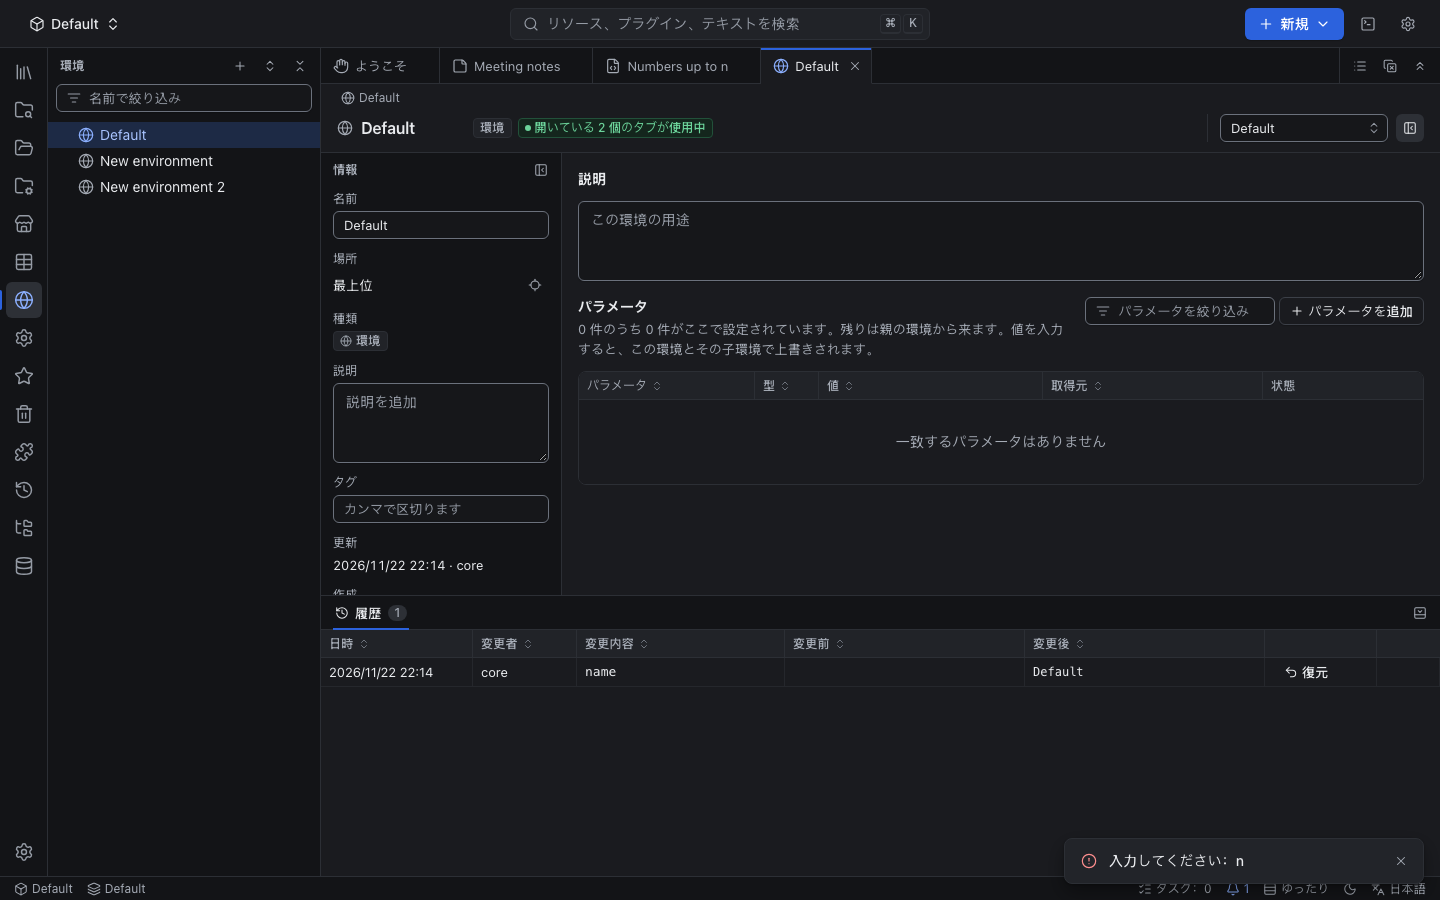 Default
リソース、プラグイン、テキストを検索
⌘ K
新規
環境
名前で絞り込み
Default
New environment
New environment 2
ようこそ
Meeting notes
Numbers up to n
Default
Default
Default
環境
開いている 2 個のタブが使用中
Default
情報
名前
Default
場所
最上位
種類
環境
説明
説明を追加
タグ
カンマで区切ります
更新
2026/11/22 22:14 · core
作成
説明
この環境の用途
パラメータ
0 件のうち 0 件がここで設定されています。残りは親の環境から来ます。値を入力
すると、この環境とその子環境で上書きされます。
パラメータを絞り込み
パラメータを追加
パラメータ 型 値 取得元 状態
一致するパラメータはありません
履歴 1
日時 変更者 変更内容 変更前 変更後
2026/11/22 22:14 core name Default 復元
入力してください: n
Default Default
タスク: 0 1 ゆったり 日本語